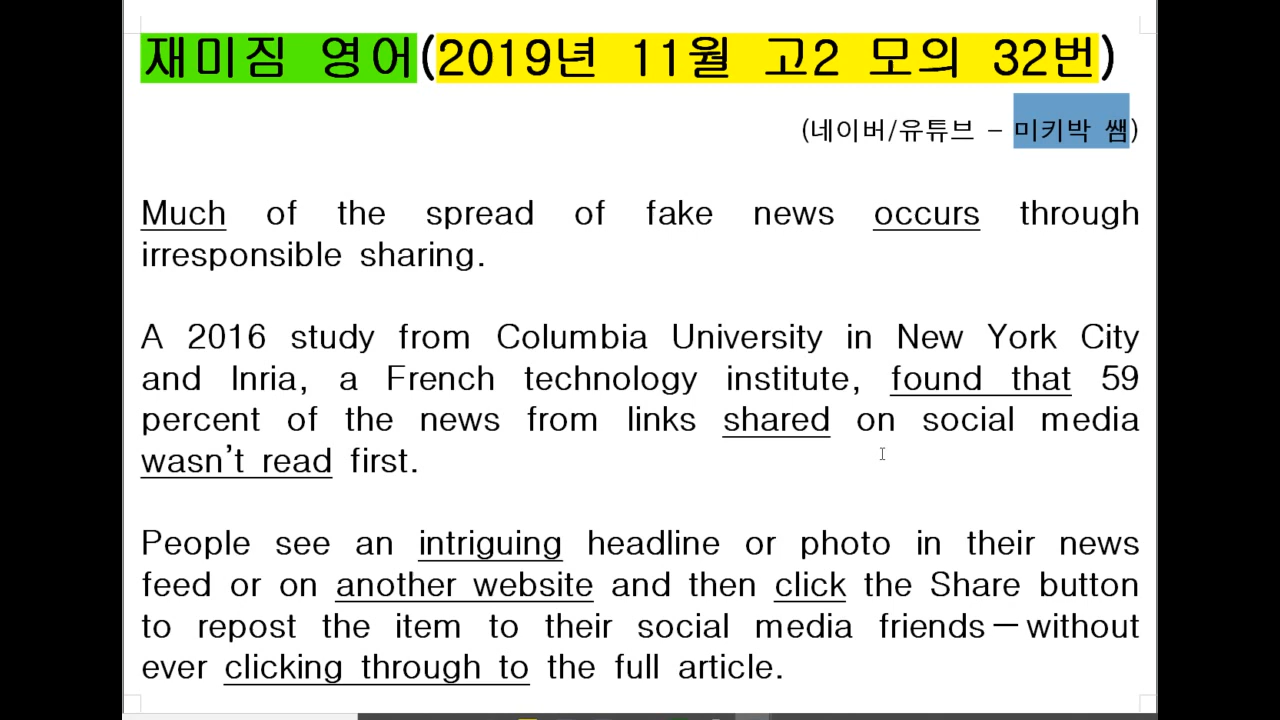 재미짐 영어(2019년 11월 고2 모의 32번)
(네이버/유튜브 – 미키박 쌤)
Much of the spread of fake news occurs through
irresponsible sharing.
A 2016 study from Columbia University in New York City
and Inria, a French technology institute, found that 59
percent of the news from links shared on social media
wasn't read first.
People see an intriguing headline or photo in their news
feed or on another website and then click the Share button
to repost the item to their social media friends—without
ever clicking through to the full article.